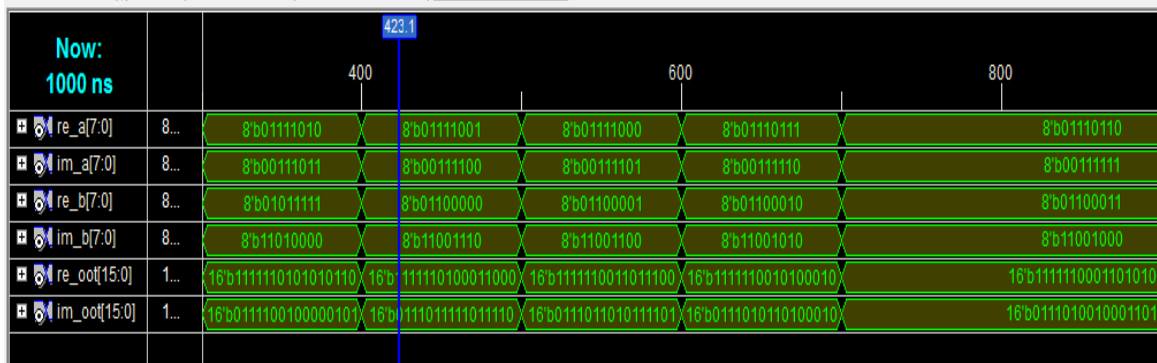 423.1
Now:
1000 ns
400 600 800
re_a[7:0] 8... 8'b01111010 8'b01111001 8'b01111000 8'b01110111 8'b01110110
im_a[7:0] 8... 8'b00111011 8'b00111100 8'b00111101 8'b00111110 8'b00111111
re_b[7:0] 8... 8'b01011111 8'b01100000 8'b01100001 8'b01100010 8'b01100011
im_b[7:0] 8... 8'b11010000 8'b11001110 8'b11001100 8'b11001010 8'b11001000
re_oot[15:0] 1... 16'b1111110101010110 16'b1111110100011000 16'b1111110011011100 16'b1111110010100010 16'b1111110001101010
im_oot[15:0] 1... 16'b0111100100000101 16'b0111011111011110 16'b0111011010111101 16'b0111010110100010 16'b0111010010001101